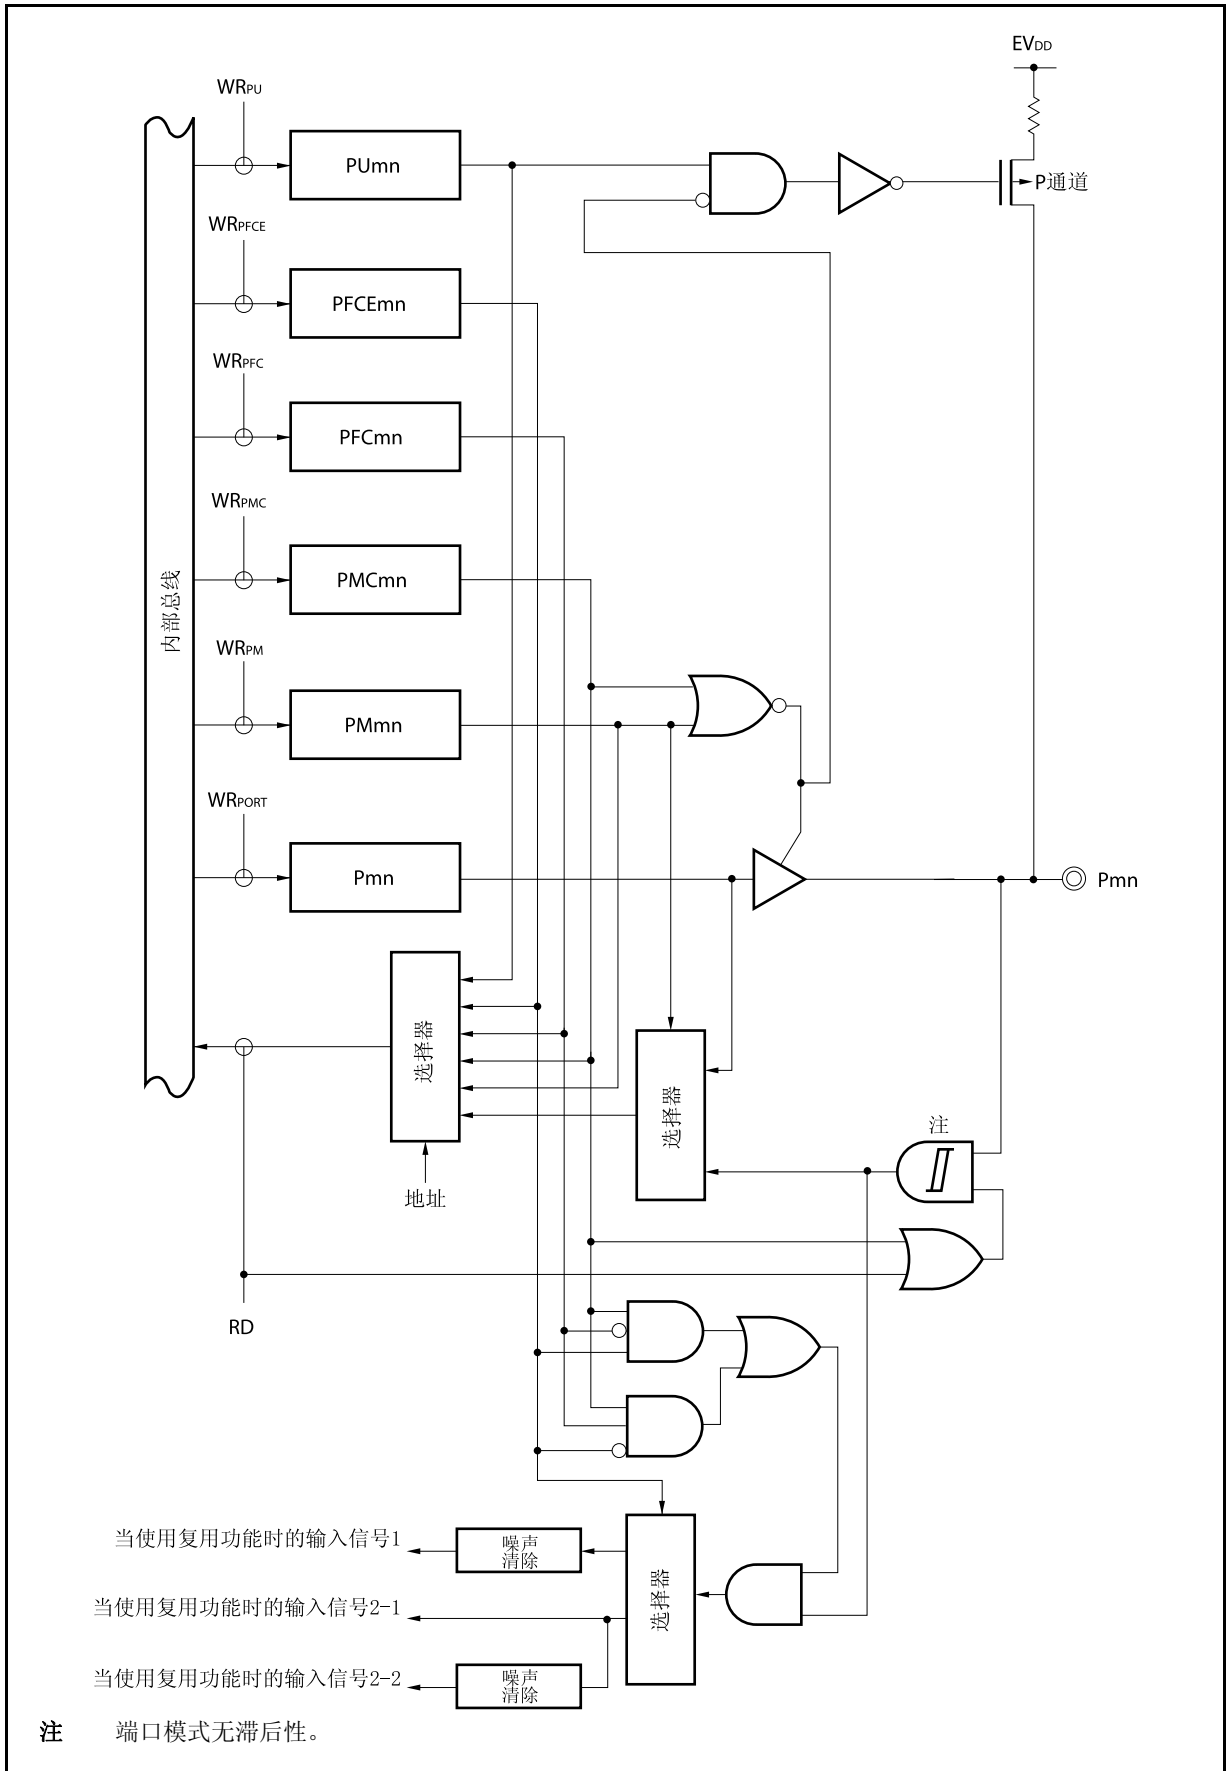 EVDD
WRPU
PUmn
P通道
WRPFCE
PFCEmn
WRPFC
PFCmn
WRPMC
PMCmn
内部总线
WRPM
PMmn
WRPORT
Pmn
Pmn
选择器
选择器
注
地址
RD
当使用复用功能时的输入信号1
噪声
清除
选择器
当使用复用功能时的输入信号2-1
当使用复用功能时的输入信号2-2
噪声
清除
注 端口模式无滞后性。